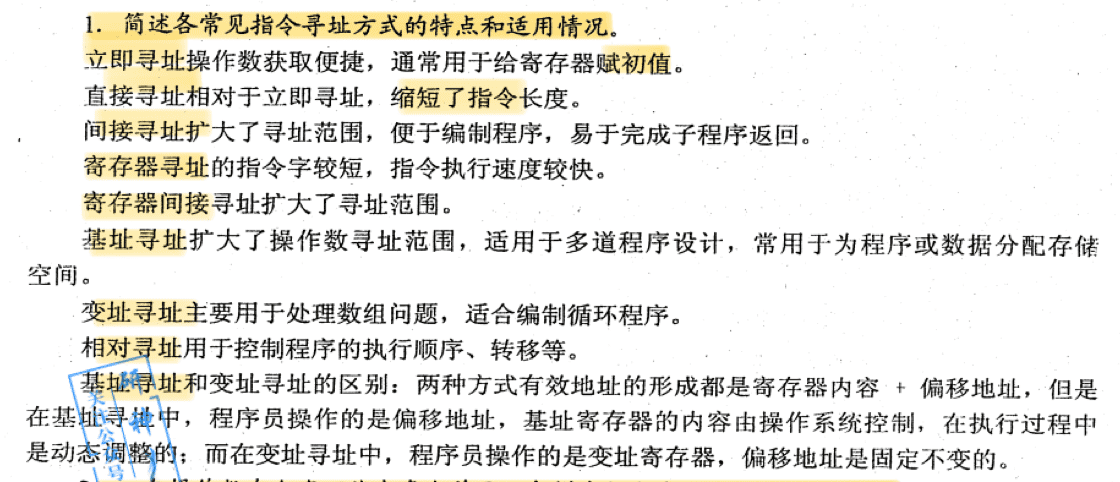 1. 简述各常见指令寻址方式的特点和适用情况。
立即寻址操作数获取便捷，通常用于给寄存器赋初值。
直接寻址相对于立即寻址，缩短了指令长度。
间接寻址扩大了寻址范围，便于编制程序，易于完成子程序返回。
寄存器寻址的指令字较短，指令执行速度较快。
寄存器间接寻址扩大了寻址范围。
基址寻址扩大了操作数寻址范围，适用于多道程序设计，常用于为程序或数据分配存储
空间。
变址寻址主要用于处理数组问题，适合编制循环程序。
相对寻址用于控制程序的执行顺序、转移等。
基址寻址和变址寻址的区别：两种方式有效地址的形成都是寄存器内容 + 偏移地址，但是
在基址寻址中，程序员操作的是偏移地址，基址寄存器的内容由操作系统控制，在执行过程中
是动态调整的；而在变址寻址中，程序员操作的是变址寄存器，偏移地址是固定不变的。